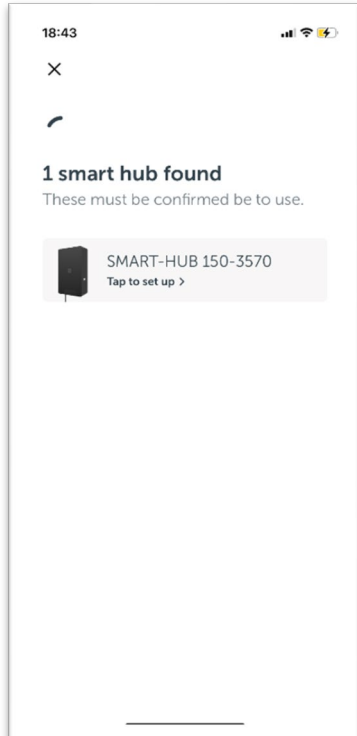 18:43
1 smart hub found
These must be confirmed be to use.
SMART-HUB 150-3570
Tap to set up >